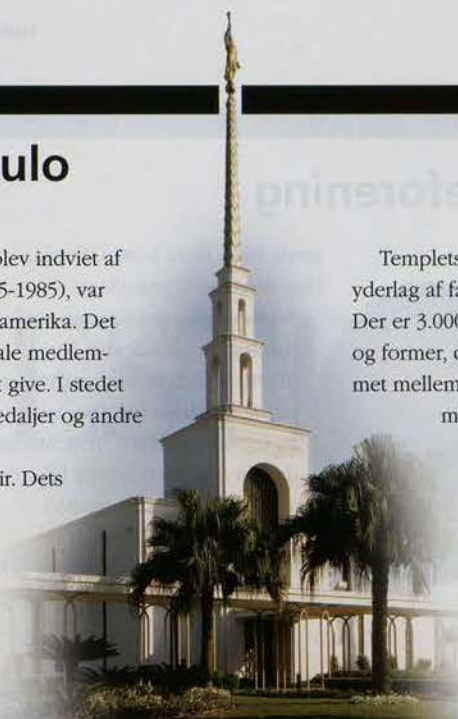 ulo
lev indviet af
5-1985), var
amerika. Det
ale medlem-
t give. I stedet
edaljer og andre
ir. Dets
Templets
yderlag af fa
Der er 3.000
og former, o
met mellem
m